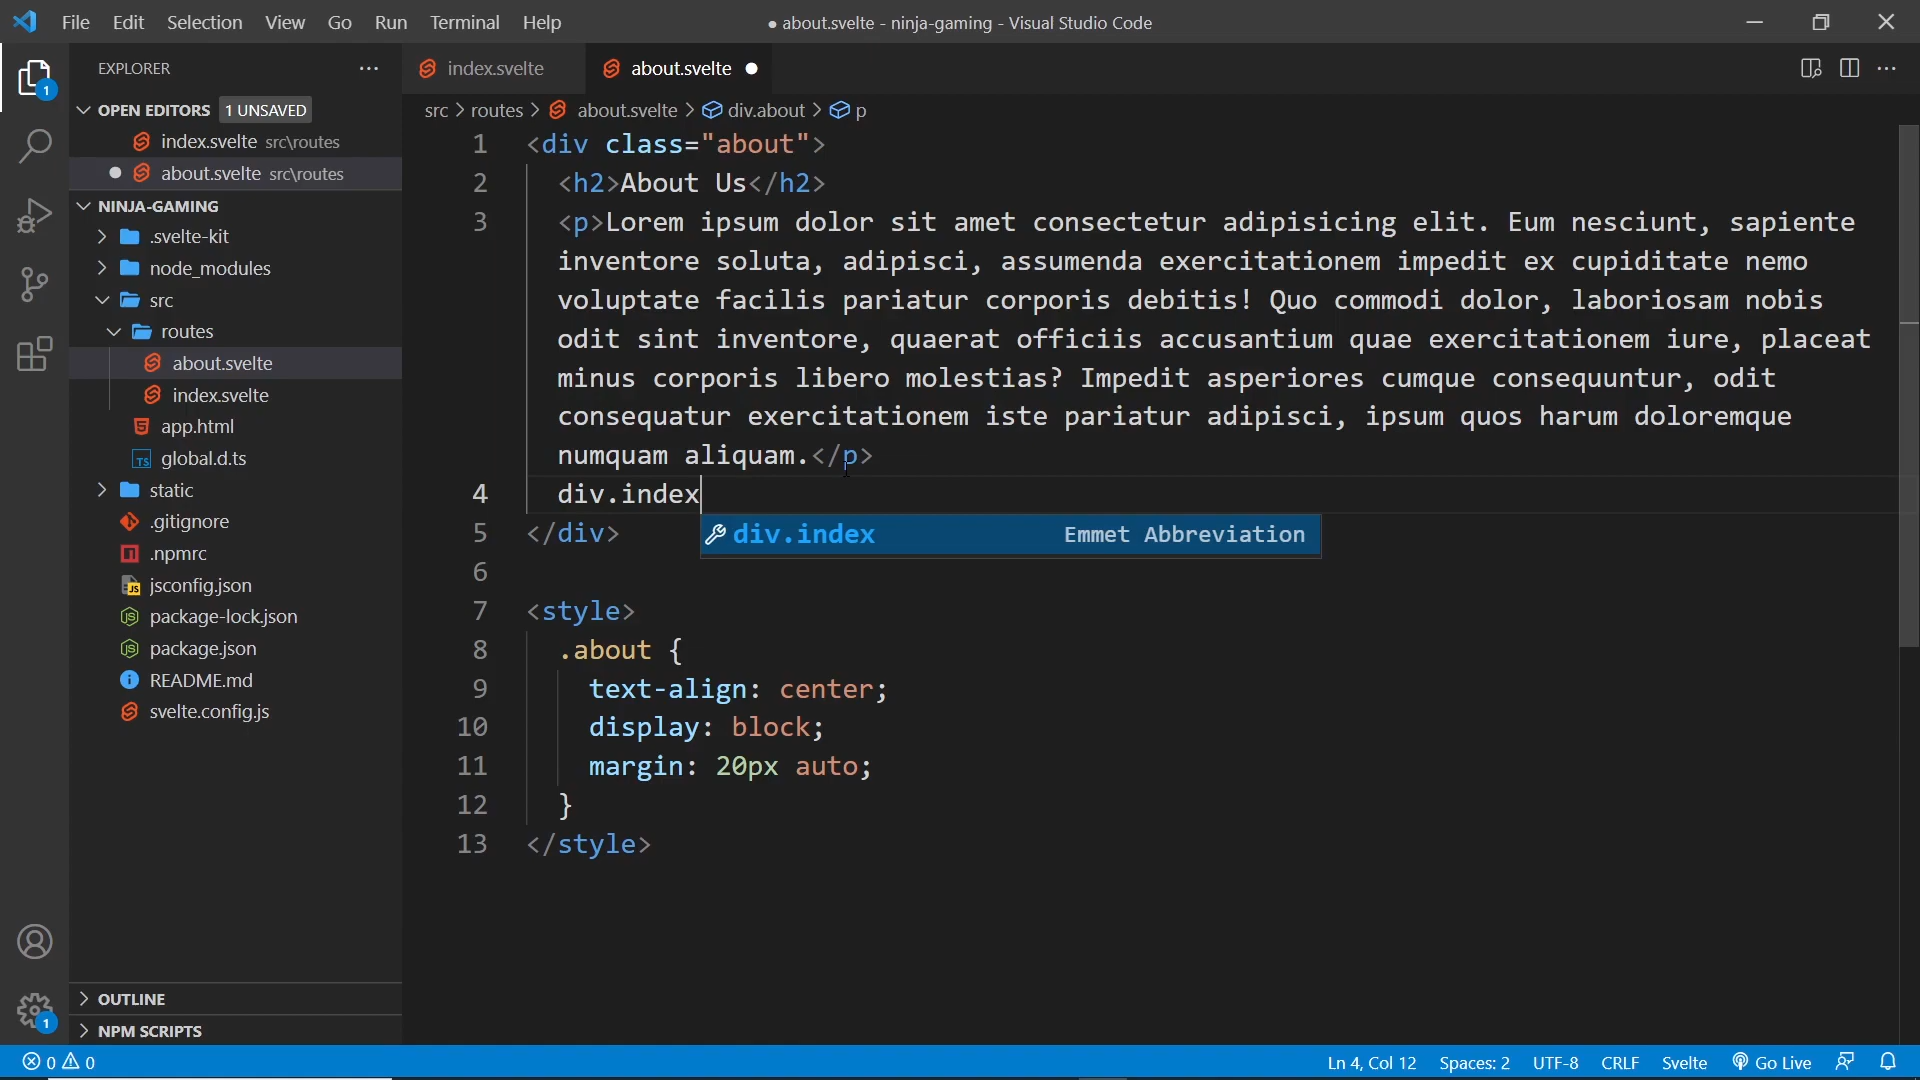 File Edit Selection View Go Run Terminal Help
● about.svelte - ninja-gaming - Visual Studio Code
EXPLORER
index.svelte
about.svelte
OPEN EDITORS 1 UNSAVED
index.svelte src\routes
about.svelte src\routes
NINJA-GAMING
.svelte-kit
node_modules
src
routes
about.svelte
index.svelte
app.html
TS global.d.ts
static
.gitignore
.npmrc
JS jsconfig.json
package-lock.json
package.json
README.md
svelte.config.js
OUTLINE
NPM SCRIPTS
1
1
src > routes > about.svelte > div.about > p
1 <div class="about">
2 <h2>About Us</h2>
3 <p>Lorem ipsum dolor sit amet consectetur adipisicing elit. Eum nesciunt, sapiente
inventore soluta, adipisci, assumenda exercitationem impedit ex cupiditate nemo
voluptate facilis pariatur corporis debitis! Quo commodi dolor, laboriosam nobis
odit sint inventore, quaerat officiis accusantium quae exercitationem iure, placeat
minus corporis libero molestias? Impedit asperiores cumque consequuntur, odit
consequatur exercitationem iste pariatur adipisci, ipsum quos harum doloremque
numquam aliquam.</p>
4 div.index
5 </div>
div.index Emmet Abbreviation
6
7 <style>
8 .about {
9 text-align: center;
10 display: block;
11 margin: 20px auto;
12 }
13 </style>
0 0
Ln 4, Col 12 Spaces: 2 UTF-8 CRLF Svelte Go Live